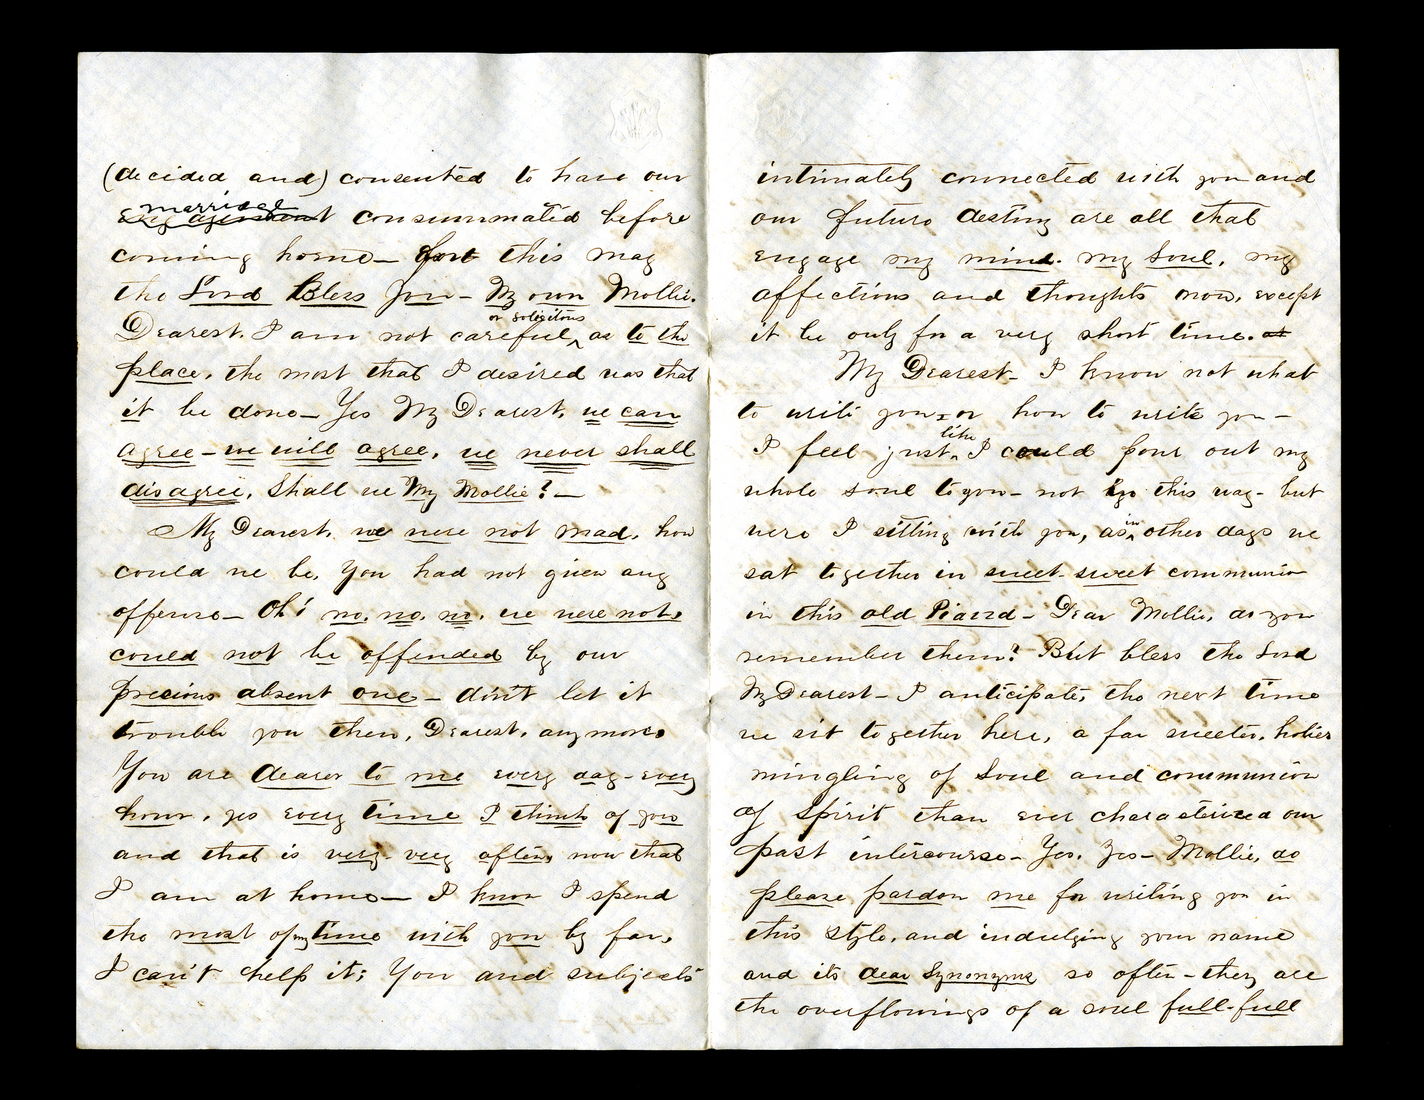 (decided and) consented to have our
marriage consummated before
coming home — for this may
the Lord Bless you — My own Mollie.
Dearest. I am not careful, or solicitous as to the
place, the most that I desired was that
it be done — Yes My Dearest, we can
agree — we will agree, we never shall
disagree, Shall we My Mollie? —
My Dearest, we were not mad, how
could we be, You had not given any
offense — Oh! no, no, no, we were not,
could not be offended by our
precious absent one — don't let it
trouble you then, Dearest, any more.
You are dearer to me every day — every
hour, yes every time I think of you
and that is very — very often, now that
I am at home — I know I spend
the most of my time with you by far,
I can't help it; You and subjects
intimately connected with you and
our future destiny are all that
engage my mind. my Soul, my
affections and thoughts now, except
it be only for a very short time. at
My Dearest — I know not what
to write you — or how to write you —
I feel just like I could pour out my
whole soul to you — not in this way — but
were I sitting with you, as in other days we
sat together in sweet — sweet communion
in this old Piazza — Dear Mollie, do you
remember them? But bless the Lord
My Dearest — I anticipate, the next time
we sit together here, a far sweeter, holier
mingling of Soul and communion
of Spirit than ever characterized our
past intercourse — Yes, Yes — Mollie, do
please pardon me for writing you in
this style, and indulging your name
and its dear Synonyms so often — they are
the overflowings of a soul full — full